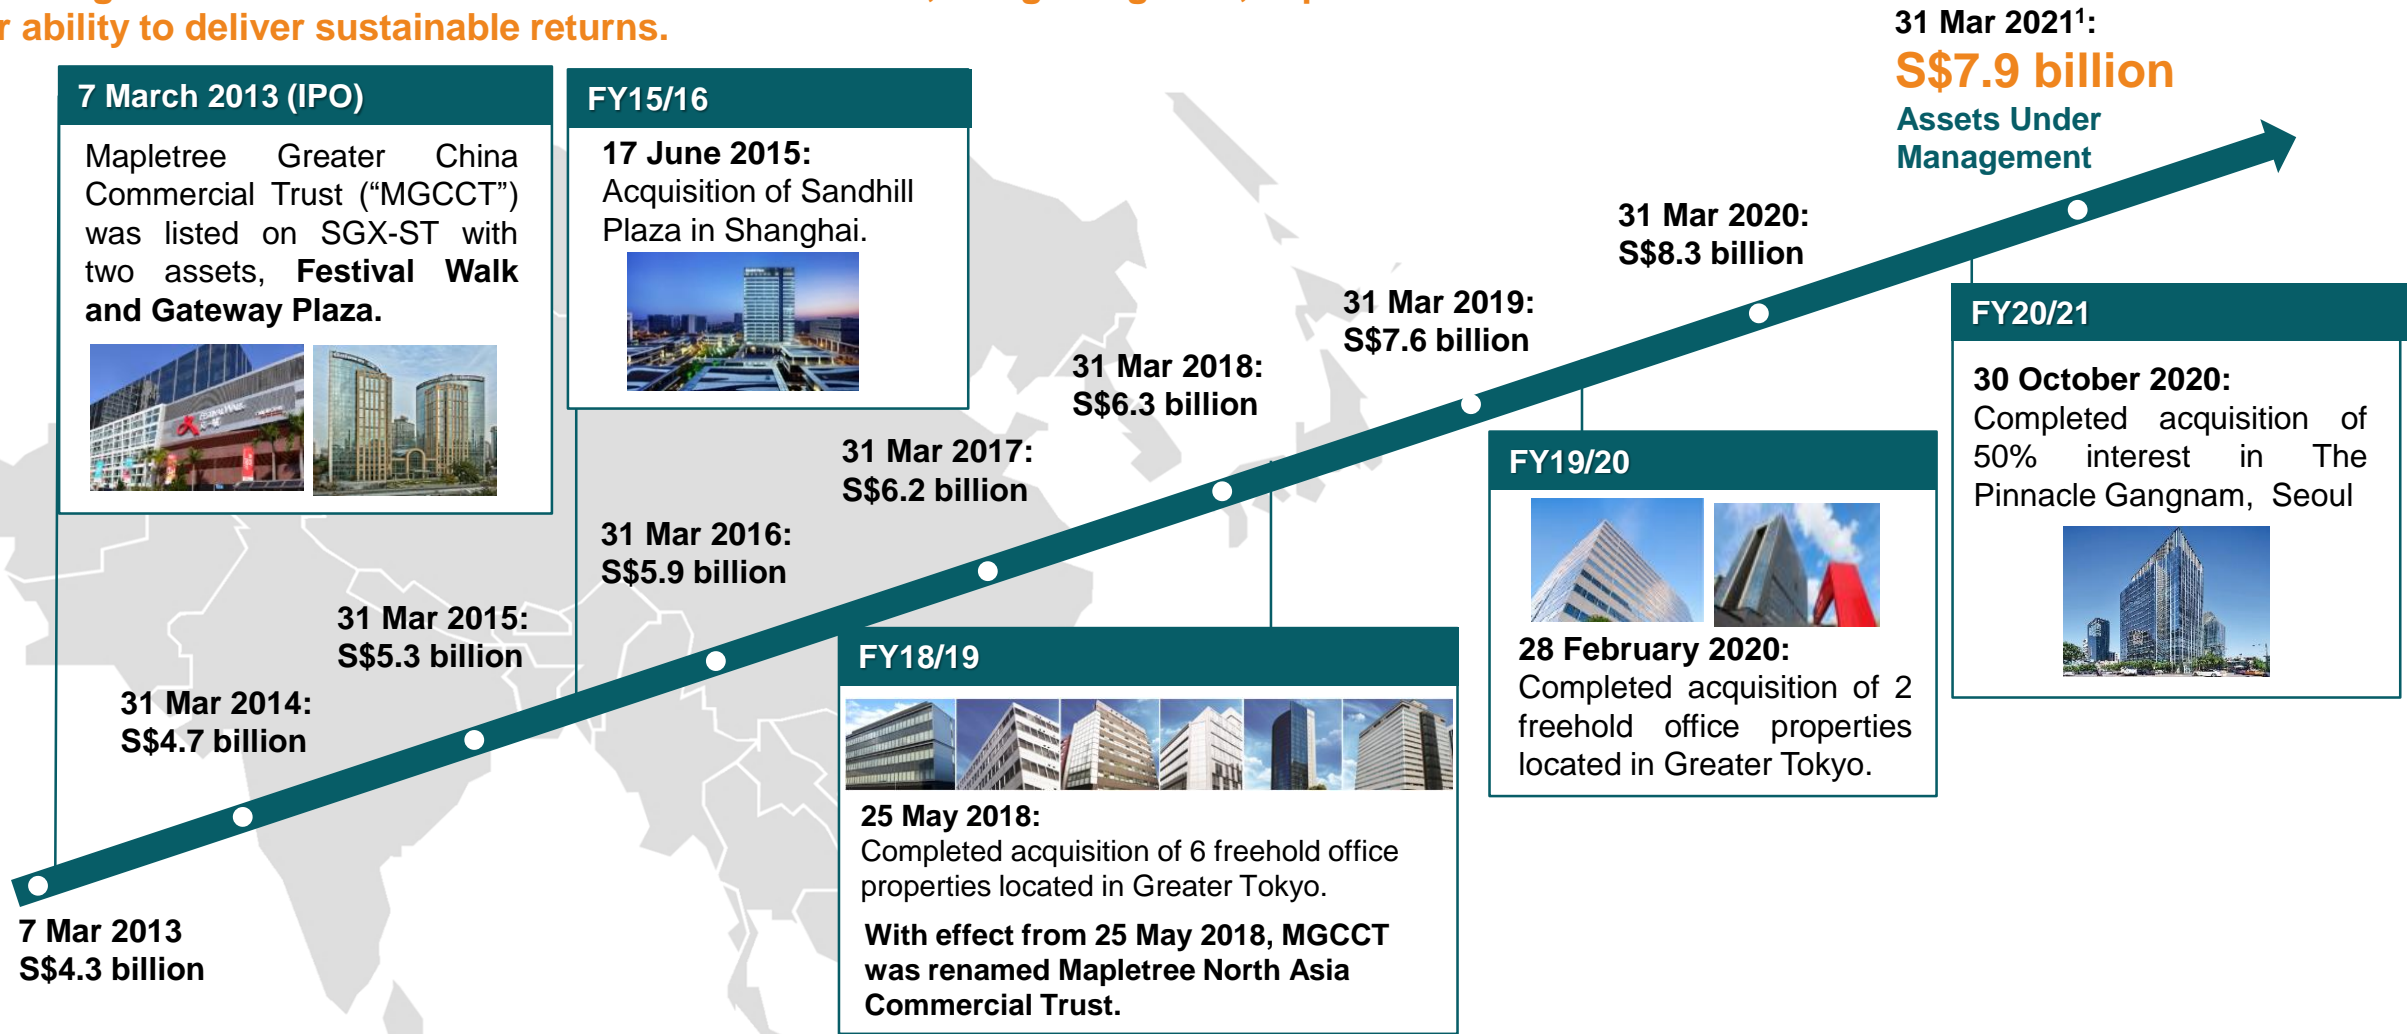 r ability to deliver sustainable returns.
31 Mar 2021¹:
S$7.9 billion
Assets Under
Management
7 March 2013 (IPO)
Mapletree Greater China
Commercial Trust (“MGCCT”)
was listed on SGX-ST with
two assets, Festival Walk
and Gateway Plaza.
FY15/16
17 June 2015:
Acquisition of Sandhill
Plaza in Shanghai.
31 Mar 2020:
S$8.3 billion
31 Mar 2019:
S$7.6 billion
31 Mar 2018:
S$6.3 billion
31 Mar 2017:
S$6.2 billion
31 Mar 2016:
S$5.9 billion
31 Mar 2015:
S$5.3 billion
31 Mar 2014:
S$4.7 billion
7 Mar 2013
S$4.3 billion
FY18/19
25 May 2018:
Completed acquisition of 6 freehold office
properties located in Greater Tokyo.
With effect from 25 May 2018, MGCCT
was renamed Mapletree North Asia
Commercial Trust.
FY19/20
28 February 2020:
Completed acquisition of 2
freehold office properties
located in Greater Tokyo.
FY20/21
30 October 2020:
Completed acquisition of
50% interest in The
Pinnacle Gangnam, Seoul